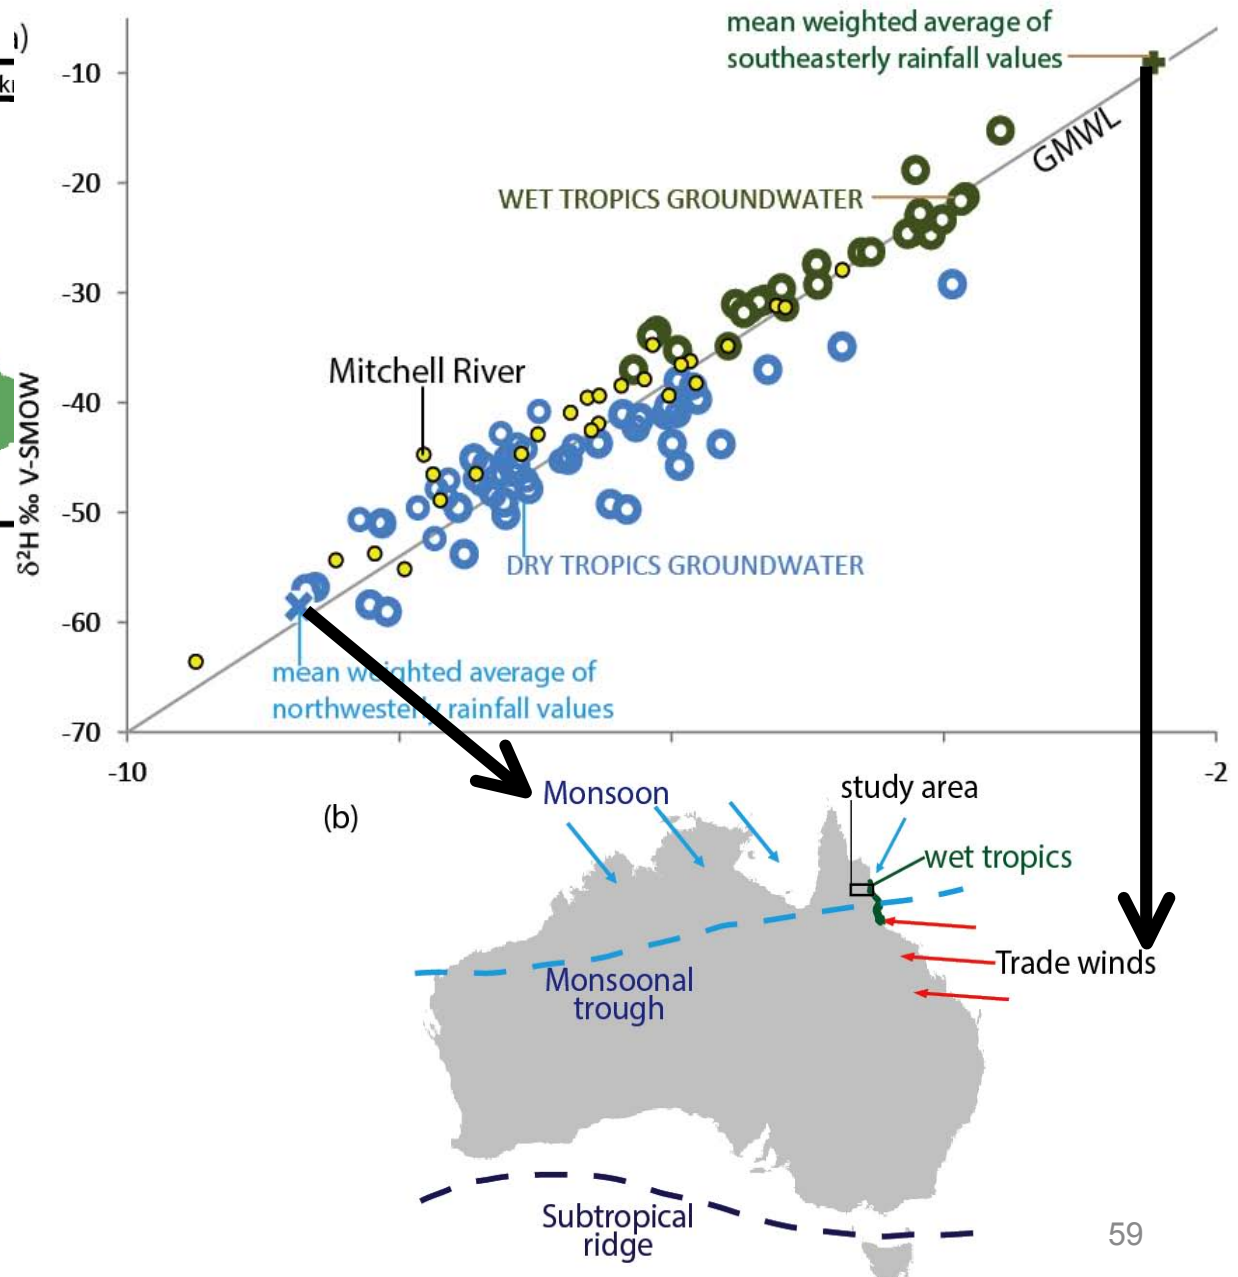 mean weighted average of
southeasterly rainfall values
-10
GMWL
-20
WET TROPICS GROUNDWATER
-30
Mitchell River
-40
δ²H ‰ V-SMOW
-50
DRY TROPICS GROUNDWATER
-60
mean weighted average of
northwesterly rainfall values
-70
-10
-2
(b)
Monsoon
study area
wet tropics
Trade winds
Monsoonal
trough
Subtropical
ridge
59